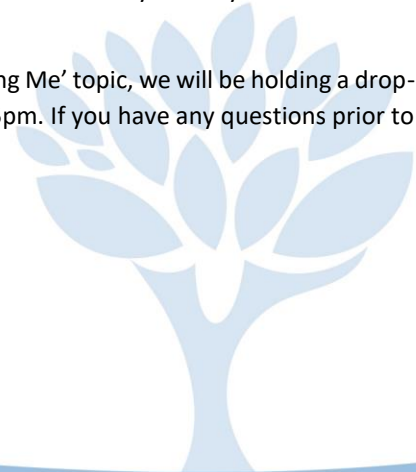 ng Me’ topic, we will be holding a drop-
pm. If you have any questions prior to